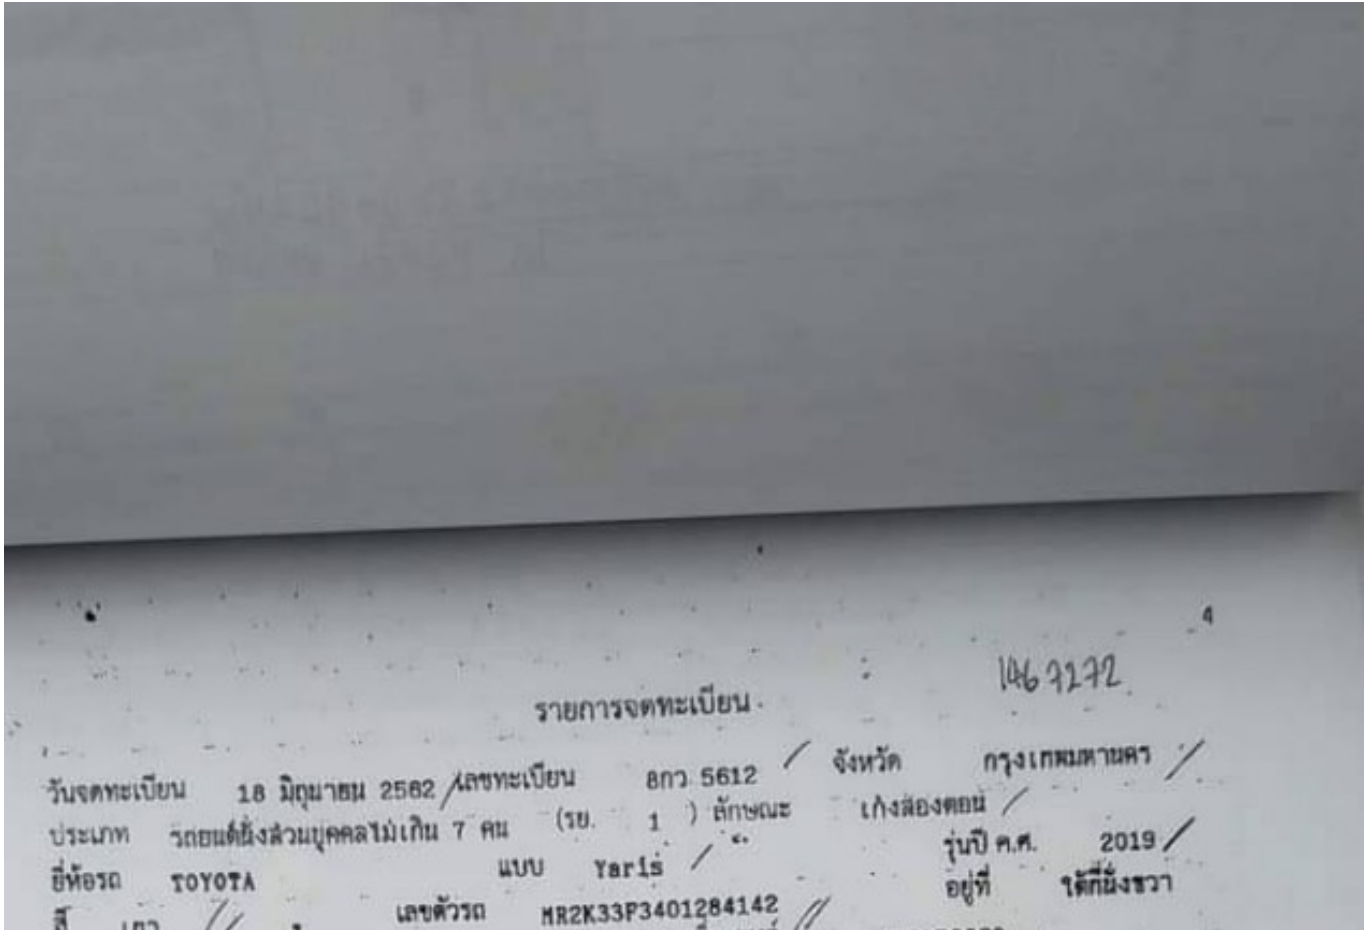 4
1467172
รายการจดทะเบียน
วันจดทะเบียน 18 มิถุนายน 2562 เลขทะเบียน 8กว 5612 จังหวัด กรุงเทพมหานคร
ประเภท รถยนต์นั่งส่วนบุคคลไม่เกิน 7 คน (รย. 1 ) ลักษณะ เก๋งสองตอน
ยี่ห้อรถ TOYOTA แบบ Yaris รุ่นปี ค.ศ. 2019
สี เลขตัวรถ MR2K33F3401284142 อยู่ที่ ใต้ที่นั่งขวา